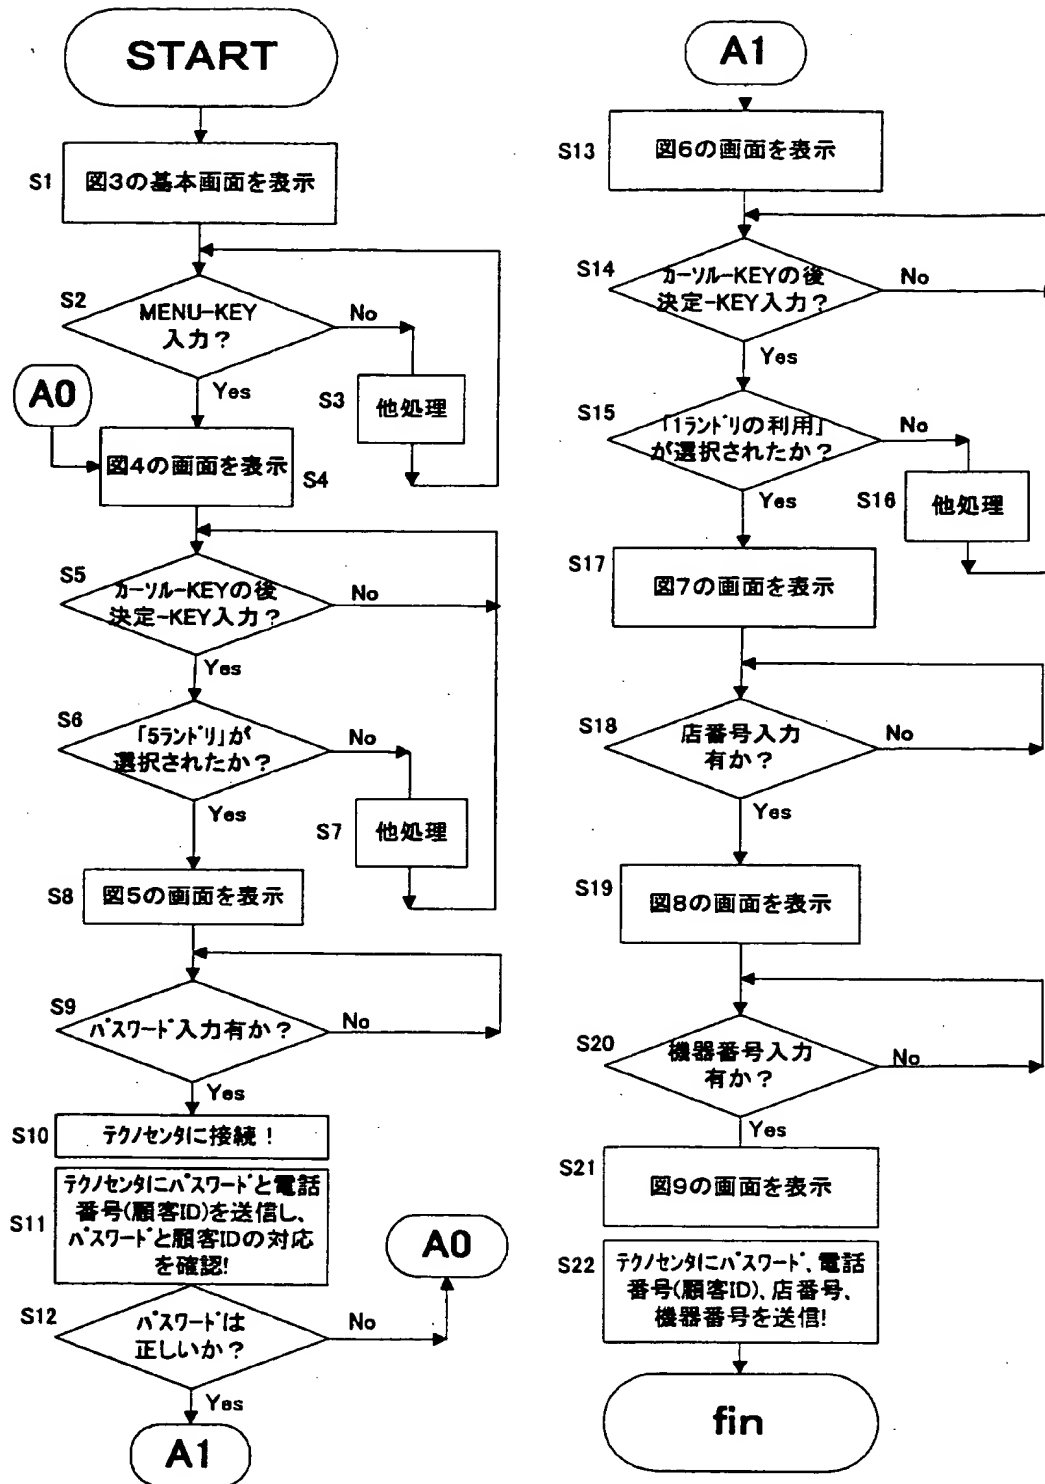 START
S1
図3の基本画面を表示
S2
MENU-KEY
入力?
No
Yes
S3
他処理
A0
図4の画面を表示
S4
S5
カーソルーKEYの後
決定-KEY入力?
No
Yes
S6
「5ランドリ」が
選択されたか?
No
Yes
S7
他処理
S8
図5の画面を表示
S9
パスワード入力有か?
No
Yes
S10
テクノセンタに接続!
S11
テクノセンタにパスワードと電話
番号(顧客ID)を送信し、
パスワードと顧客IDの対応
を確認!
A0
S12
パスワードは
正しいか?
No
Yes
A1
A1
S13
図6の画面を表示
S14
カーソルーKEYの後
決定-KEY入力?
No
Yes
S15
「1ランドリの利用」
が選択されたか?
No
Yes
S16
他処理
S17
図7の画面を表示
S18
店番号入力
有か?
No
Yes
S19
図8の画面を表示
S20
機器番号入力
有か?
No
Yes
S21
図9の画面を表示
S22
テクノセンタにパスワード、電話
番号(顧客ID)、店番号、
機器番号を送信!
fin